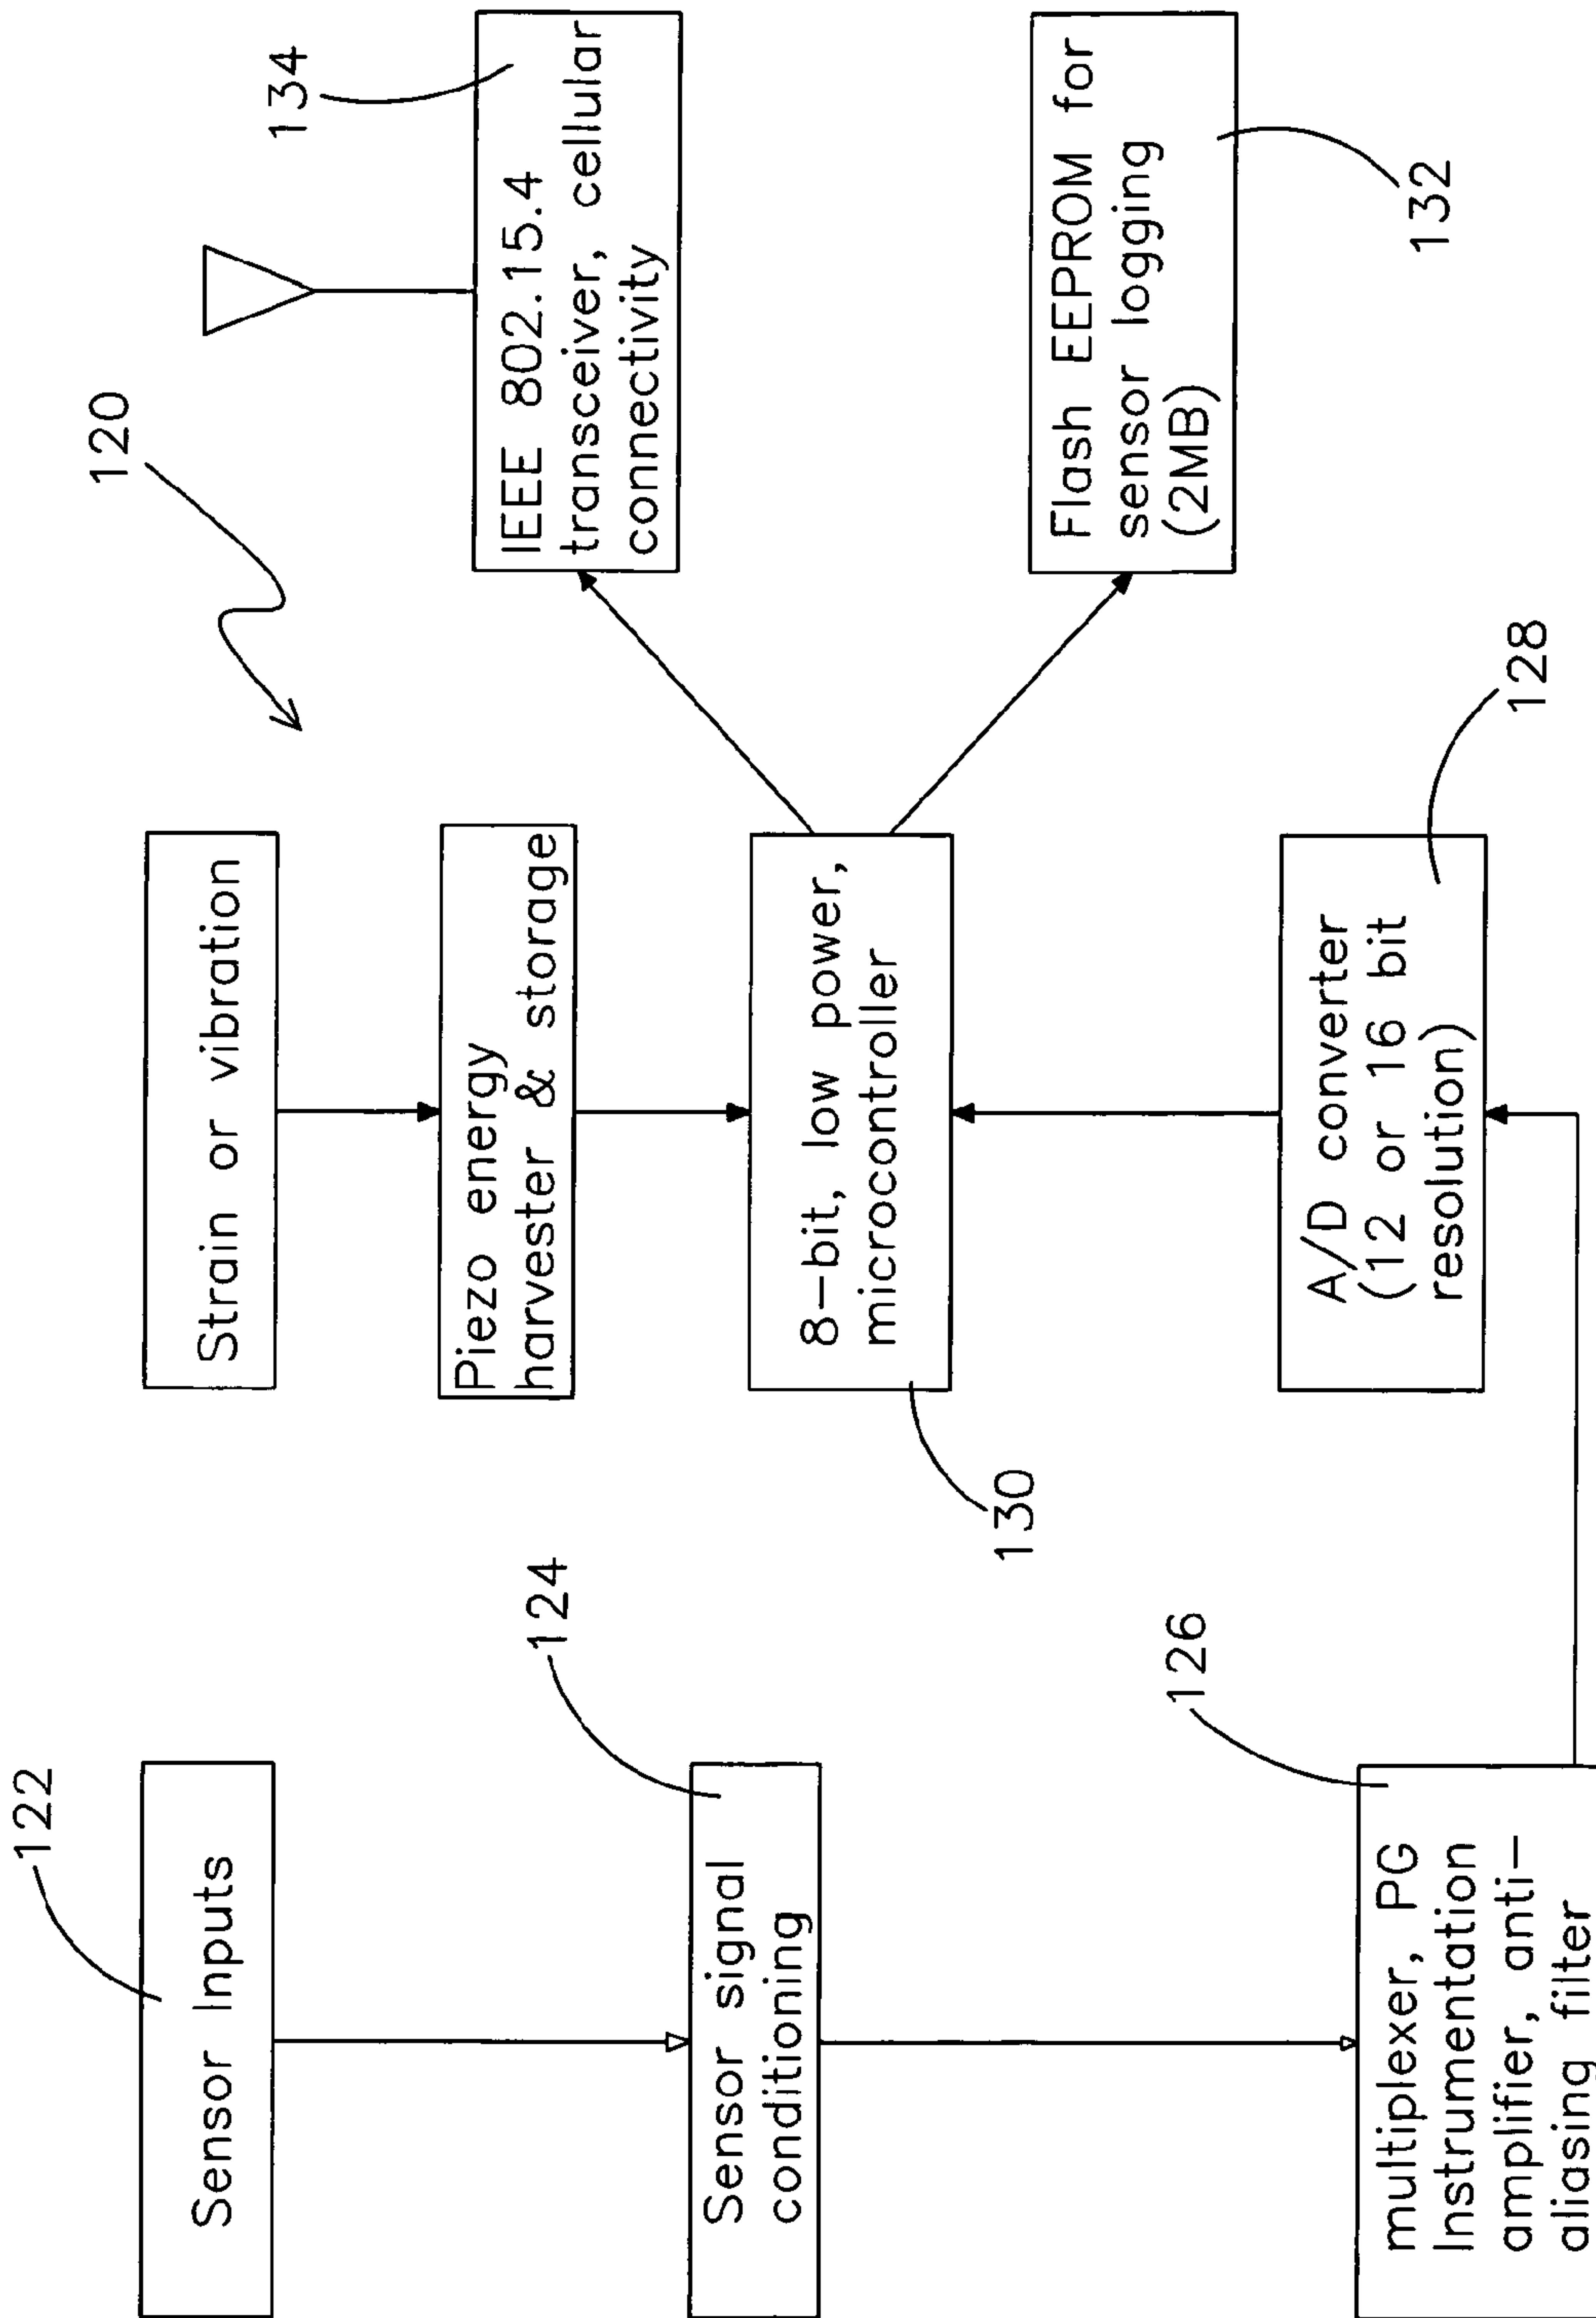 120
122
Sensor Inputs
124
Sensor signal
conditioning
126
multiplexer, PG
Instrumentation
amplifier, anti-
aliasing filter
Strain or vibration
Piezo energy
harvester & storage
8-bit, low power,
microcontroller
130
A/D converter
(12 or 16 bit
resolution)
128
134
IEEE 802.15.4
transceiver, cellular
connectivity
Flash EEPROM for
sensor logging
(2MB)
132